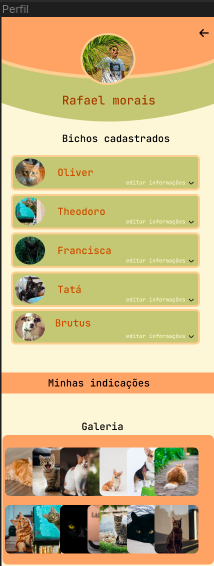 Perfil
Rafael morais
Bichos cadastrados
Oliver
editar informações
Theodoro
editar informações
Francisca
editar informações
Tatá
editar informações
Brutus
editar informações
Minhas indicações
Galeria